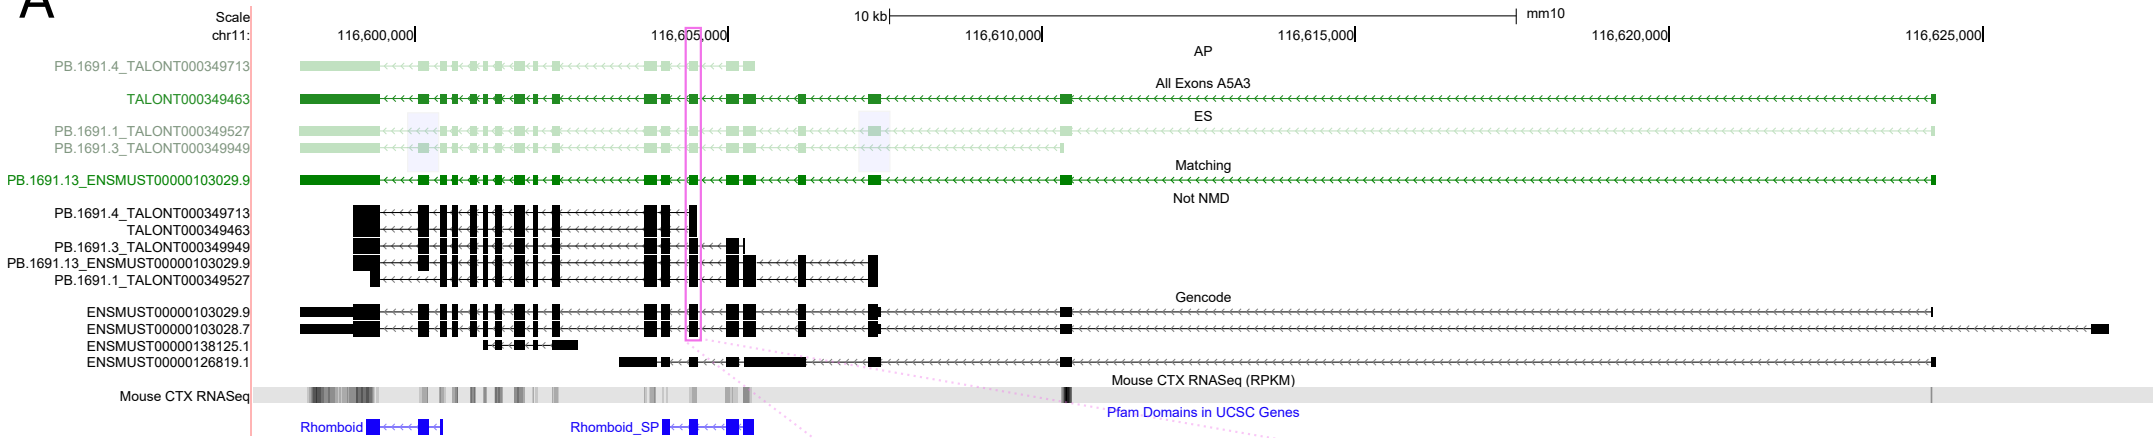 A
Scale 10 kb mm10
chr11: 116,600,000 116,605,000 116,610,000 116,615,000 116,620,000 116,625,000
AP
PB.1691.4_TALONT000349713
All Exons A5A3
TALONT000349463
ES
PB.1691.1_TALONT000349527
PB.1691.3_TALONT000349949
Matching
PB.1691.13_ENSMUST00000103029.9
Not NMD
PB.1691.4_TALONT000349713
TALONT000349463
PB.1691.3_TALONT000349949
PB.1691.13_ENSMUST00000103029.9
PB.1691.1_TALONT000349527
Gencode
ENSMUST00000103029.9
ENSMUST00000103028.7
ENSMUST00000138125.1
ENSMUST00000126819.1
Mouse CTX RNASeq (RPKM)
Mouse CTX RNASeq
Pfam Domains in UCSC Genes
Rhomboid Rhomboid_SP